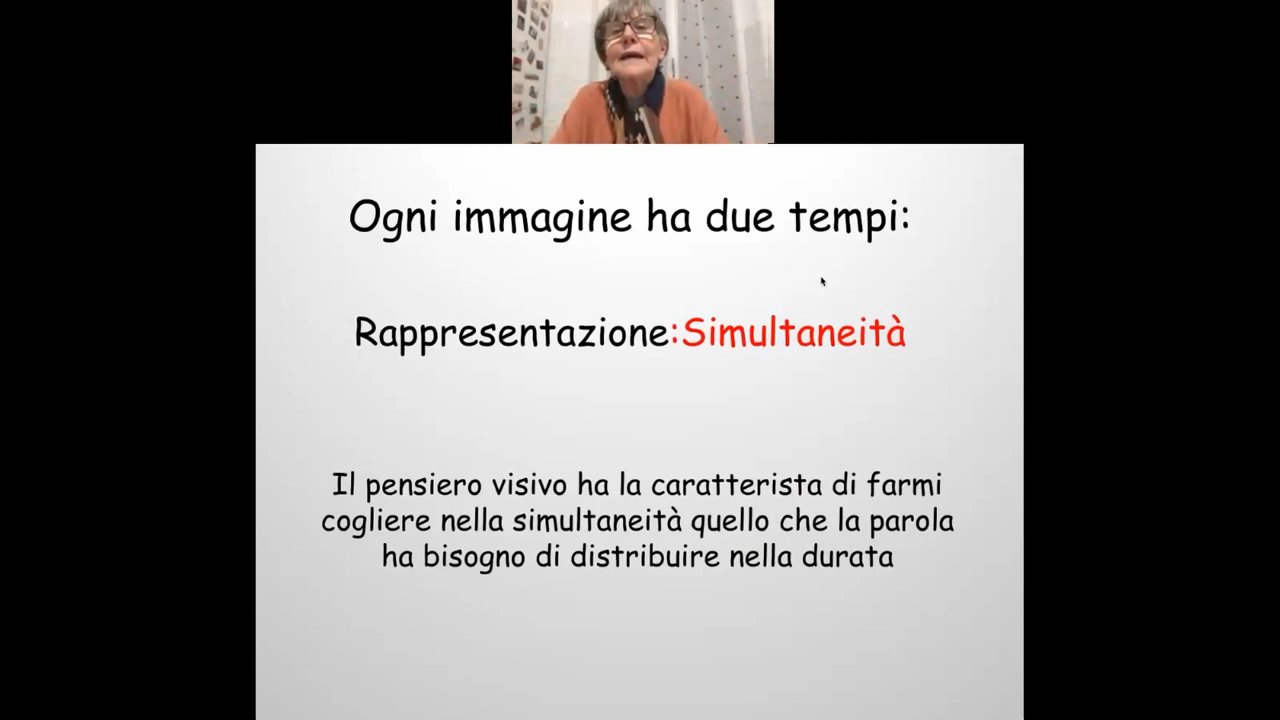 Ogni immagine ha due tempi:
Rappresentazione:Simultaneità
Il pensiero visivo ha la caratterista di farmi
cogliere nella simultaneità quello che la parola
ha bisogno di distribuire nella durata